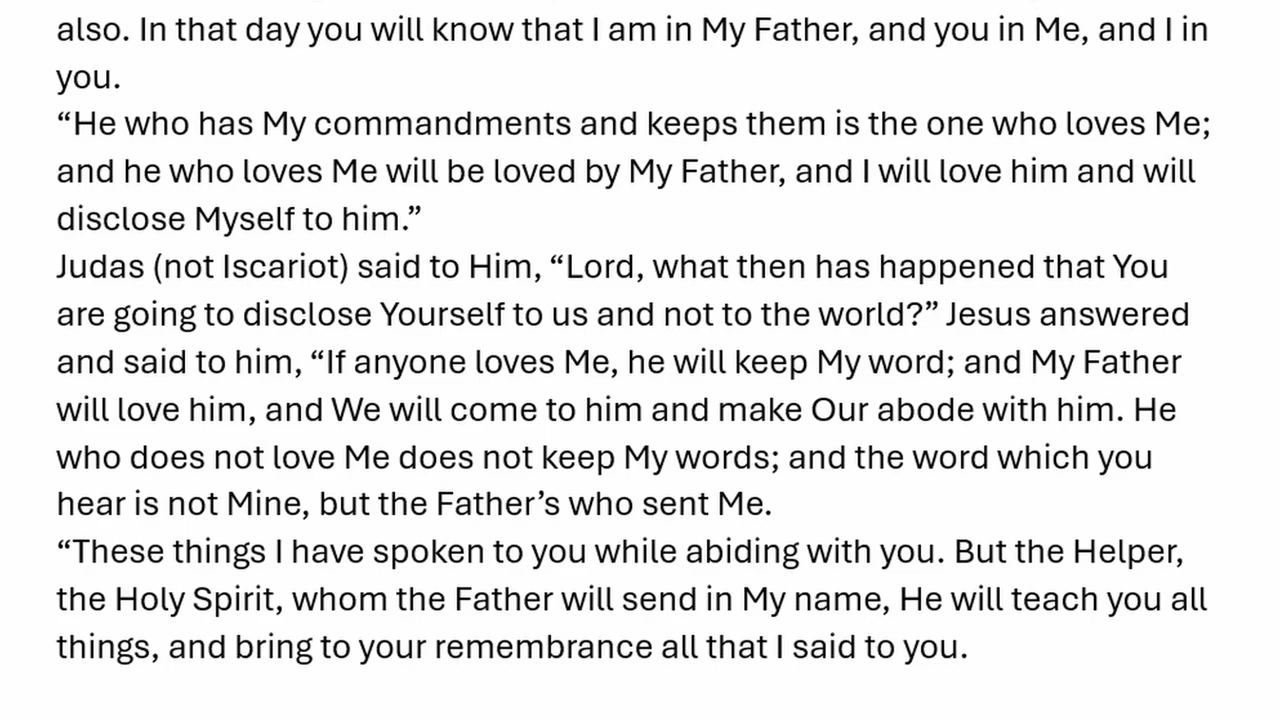 also. In that day you will know that I am in My Father, and you in Me, and I in
you.
“He who has My commandments and keeps them is the one who loves Me;
and he who loves Me will be loved by My Father, and I will love him and will
disclose Myself to him.”
Judas (not Iscariot) said to Him, “Lord, what then has happened that You
are going to disclose Yourself to us and not to the world?” Jesus answered
and said to him, “If anyone loves Me, he will keep My word; and My Father
will love him, and We will come to him and make Our abode with him. He
who does not love Me does not keep My words; and the word which you
hear is not Mine, but the Father’s who sent Me.
“These things I have spoken to you while abiding with you. But the Helper,
the Holy Spirit, whom the Father will send in My name, He will teach you all
things, and bring to your remembrance all that I said to you.